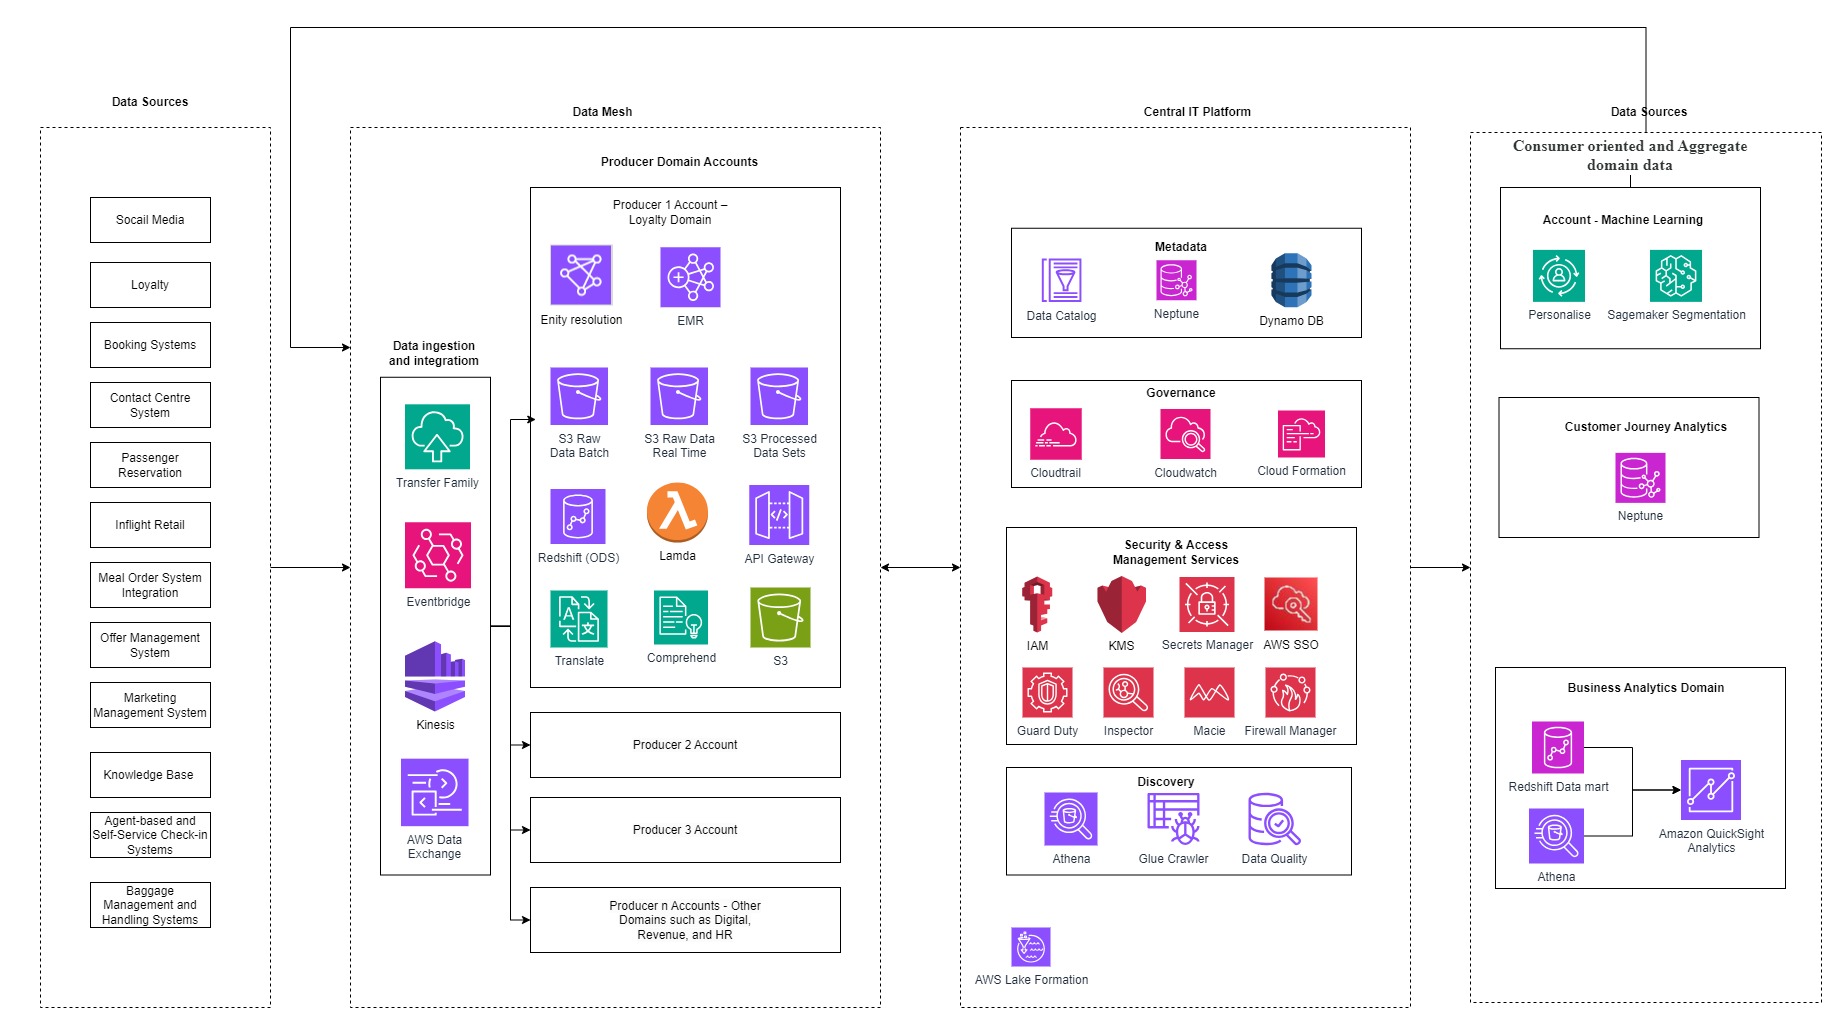 Data Sources
Socail Media
Loyalty
Booking Systems
Contact Centre
System
Passenger
Reservation
Inflight Retail
Meal Order System
Integration
Offer Management
System
Marketing
Management System
Knowledge Base
Agent-based and
Self-Service Check-in
Systems
Baggage
Management and
Handling Systems
Data Mesh
Data ingestion
and integratiom
Transfer Family
Eventbridge
Kinesis
AWS Data
Exchange
Producer Domain Accounts
Producer 1 Account –
Loyalty Domain
Enity resolution
EMR
S3 Raw
Data Batch
S3 Raw Data
Real Time
S3 Processed
Data Sets
Redshift (ODS)
Lamda
API Gateway
Translate
Comprehend
S3
Producer 2 Account
Producer 3 Account
Producer n Accounts - Other
Domains such as Digital,
Revenue, and HR
Central IT Platform
Metadata
Data Catalog
Neptune
Dynamo DB
Governance
Cloudtrail
Cloudwatch
Cloud Formation
Security & Access
Management Services
IAM
KMS
Secrets Manager
AWS SSO
Guard Duty
Inspector
Macie
Firewall Manager
Discovery
Athena
Glue Crawler
Data Quality
AWS Lake Formation
Data Sources
Consumer oriented and Aggregate
domain data
Account - Machine Learning
Personalise
Sagemaker Segmentation
Customer Journey Analytics
Neptune
Business Analytics Domain
Redshift Data mart
Athena
Amazon QuickSight
Analytics